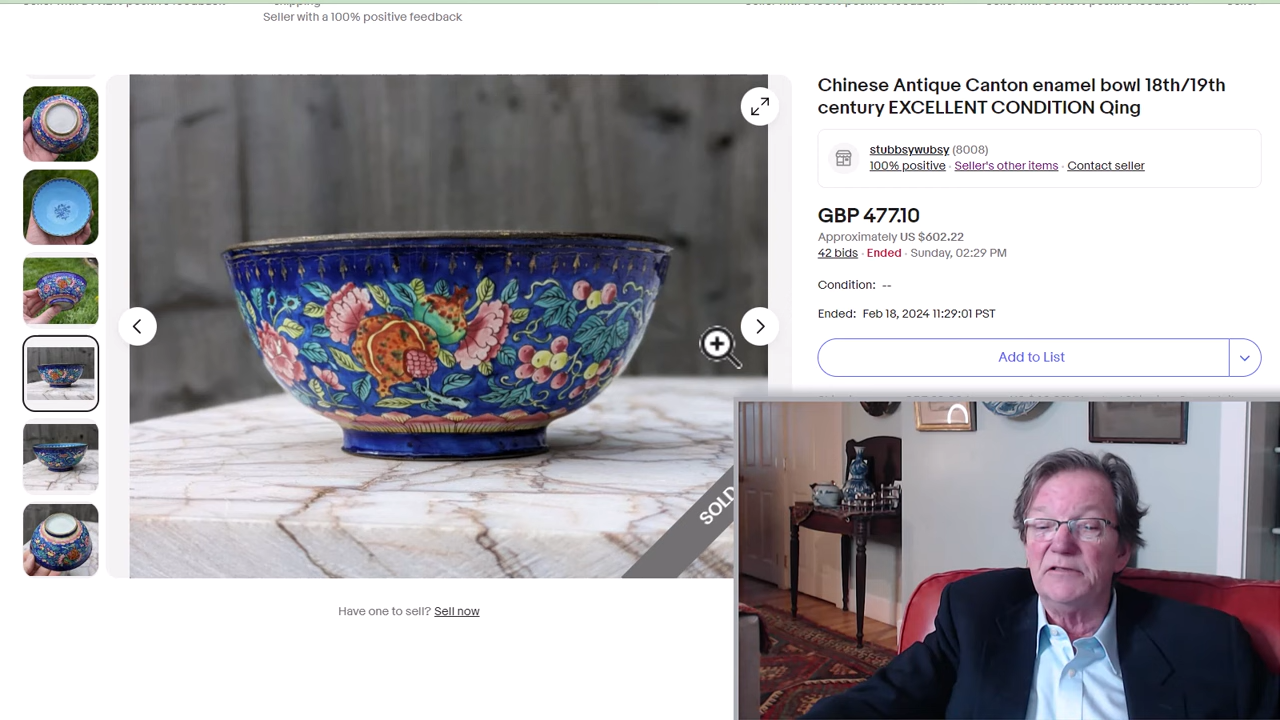 Seller with a 100% positive feedback
Chinese Antique Canton enamel bowl 18th/19th
century EXCELLENT CONDITION Qing
stubbsywubsy (8008)
100% positive · Seller's other items · Contact seller
GBP 477.10
Approximately US $602.22
42 bids · Ended · Sunday, 02:29 PM
Condition: --
Ended: Feb 18, 2024 11:29:01 PST
Add to List
SOLD
Have one to sell? Sell now